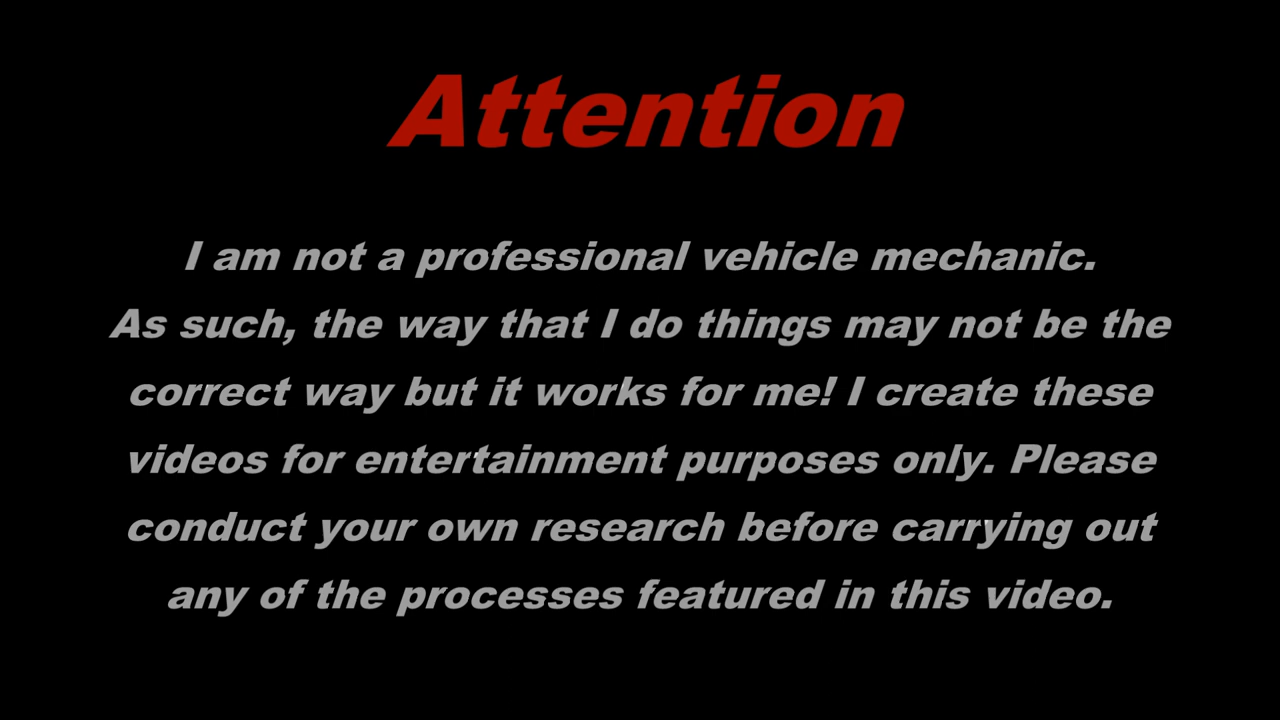 Attention
I am not a professional vehicle mechanic.
As such, the way that I do things may not be the
correct way but it works for me! I create these
videos for entertainment purposes only. Please
conduct your own research before carrying out
any of the processes featured in this video.